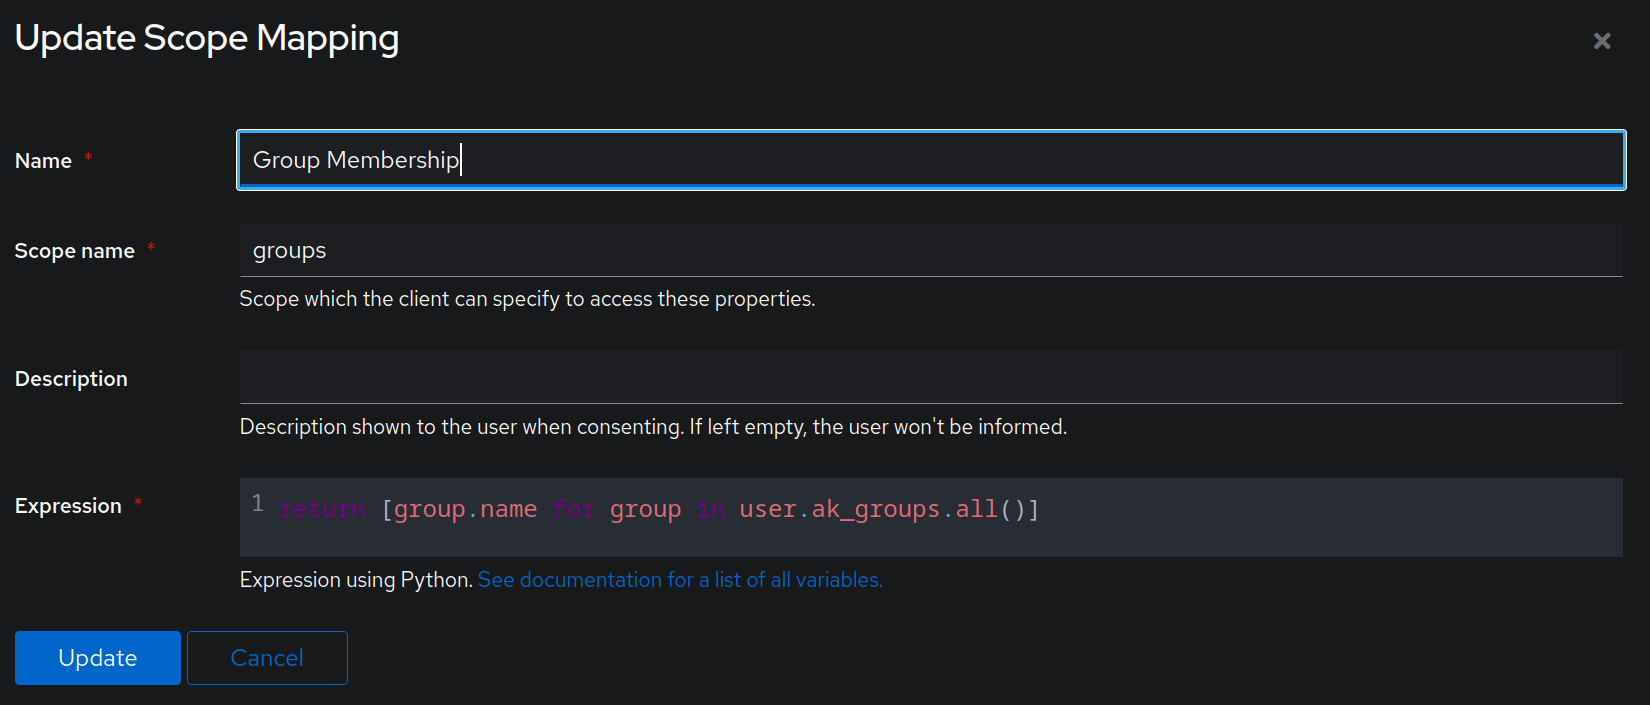 Update Scope Mapping
Name *
Group Membership
Scope name *
groups
Scope which the client can specify to access these properties.
Description
Description shown to the user when consenting. If left empty, the user won't be informed.
Expression *
1 return [group.name for group in user.ak_groups.all()]
Expression using Python. See documentation for a list of all variables.
Update Cancel